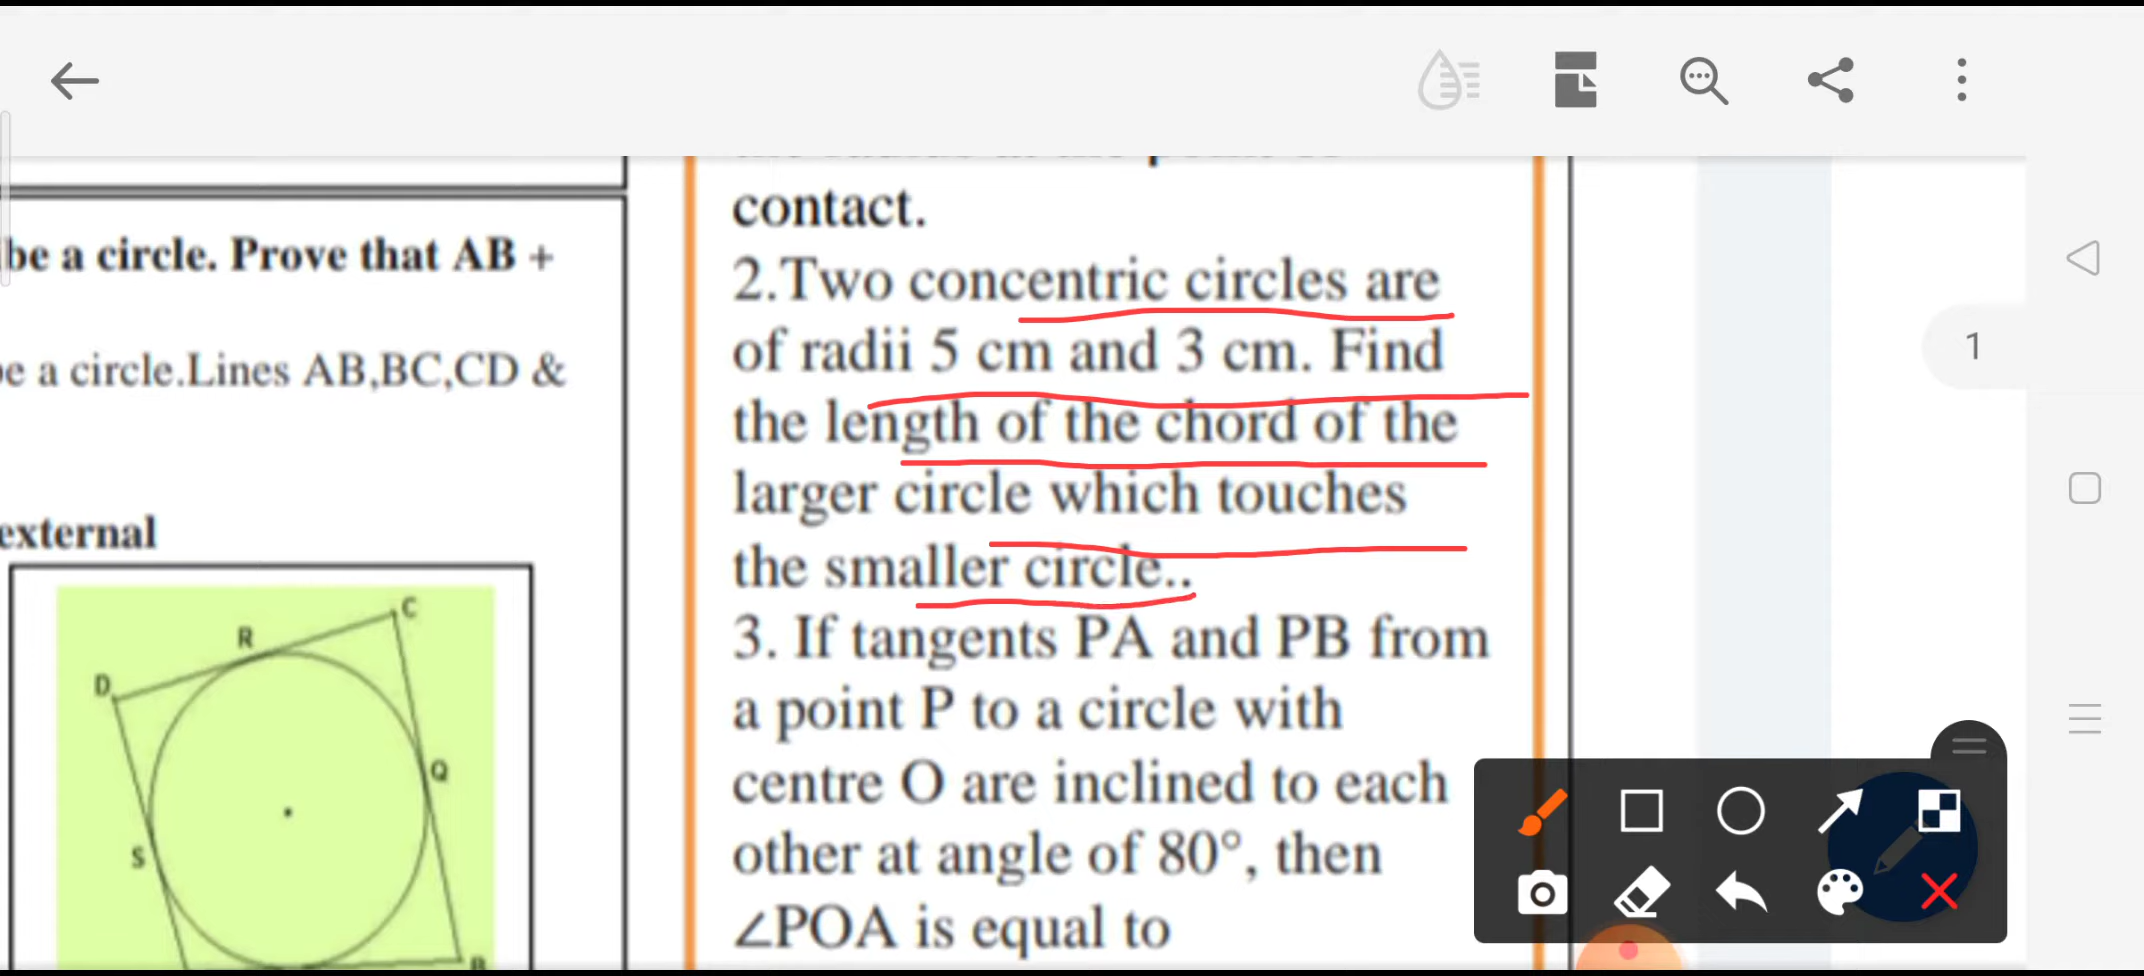 contact.
be a circle. Prove that AB +
2.Two concentric circles are
of radii 5 cm and 3 cm. Find
e a circle.Lines AB,BC,CD &
the length of the chord of the
larger circle which touches
external
the smaller circle..
3. If tangents PA and PB from
a point P to a circle with
centre O are inclined to each
other at angle of 80°, then
∠POA is equal to
C
R
D
Q
S
B
1